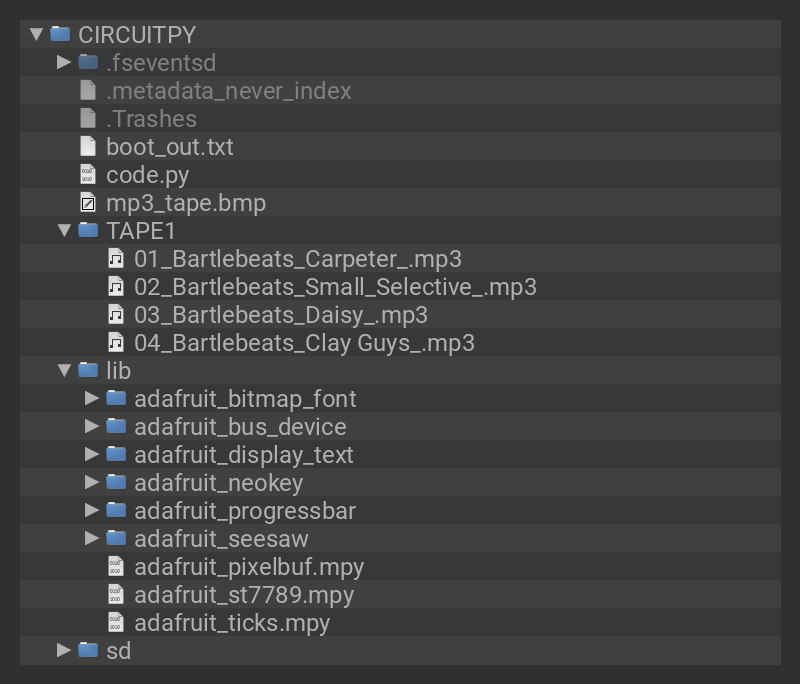 CIRCUITPY
.fseventsd
.metadata_never_index
.Trashes
boot_out.txt
code.py
mp3_tape.bmp
TAPE1
01_Bartlebeats_Carpeter_.mp3
02_Bartlebeats_Small_Selective_.mp3
03_Bartlebeats_Daisy_.mp3
04_Bartlebeats_Clay Guys_.mp3
lib
adafruit_bitmap_font
adafruit_bus_device
adafruit_display_text
adafruit_neokey
adafruit_progressbar
adafruit_seesaw
adafruit_pixelbuf.mpy
adafruit_st7789.mpy
adafruit_ticks.mpy
sd